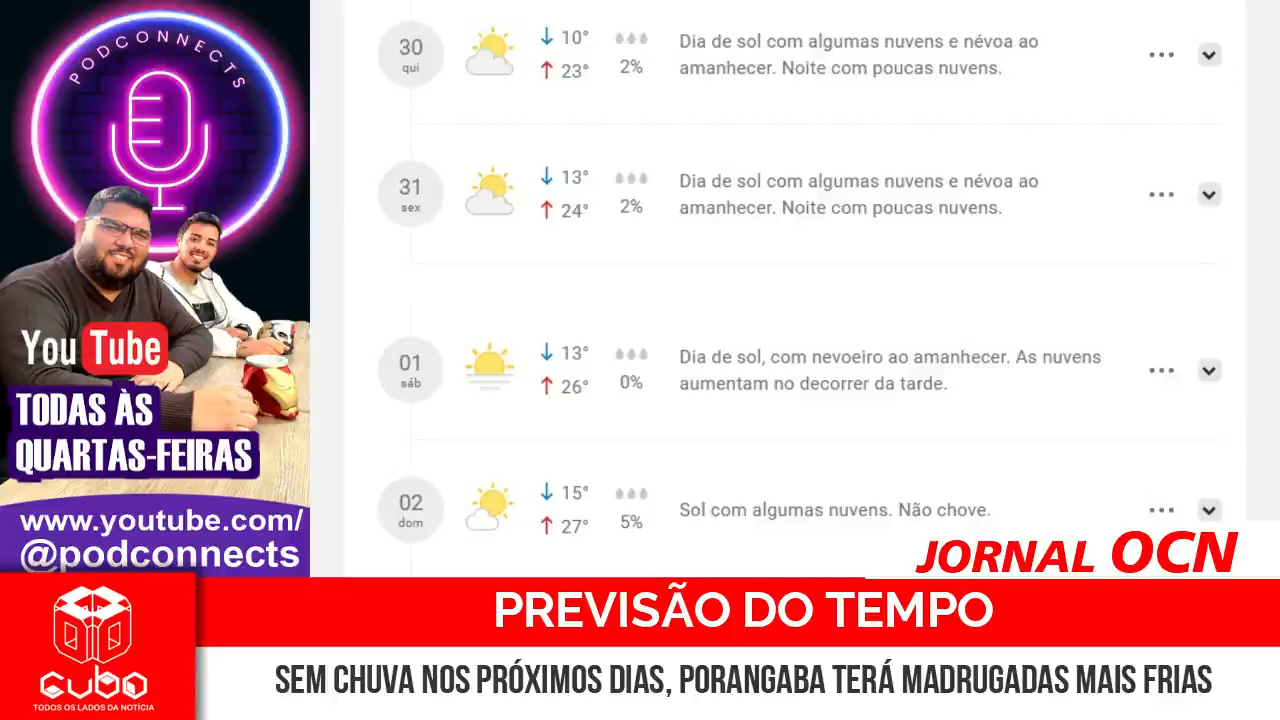 PODCONNECTS
You Tube
TODAS ÀS
QUARTAS-FEIRAS
www.youtube.com/
@podconnects
30
qui
10°
23°
2%
Dia de sol com algumas nuvens e névoa ao
amanhecer. Noite com poucas nuvens.
31
sex
13°
24°
2%
Dia de sol com algumas nuvens e névoa ao
amanhecer. Noite com poucas nuvens.
01
sáb
13°
26°
0%
Dia de sol, com nevoeiro ao amanhecer. As nuvens
aumentam no decorrer da tarde.
02
dom
15°
27°
5%
Sol com algumas nuvens. Não chove.
JORNAL OCN
PREVISÃO DO TEMPO
SEM CHUVA NOS PRÓXIMOS DIAS, PORANGABA TERÁ MADRUGADAS MAIS FRIAS
CUBO
TODOS OS LADOS DA NOTÍCIA